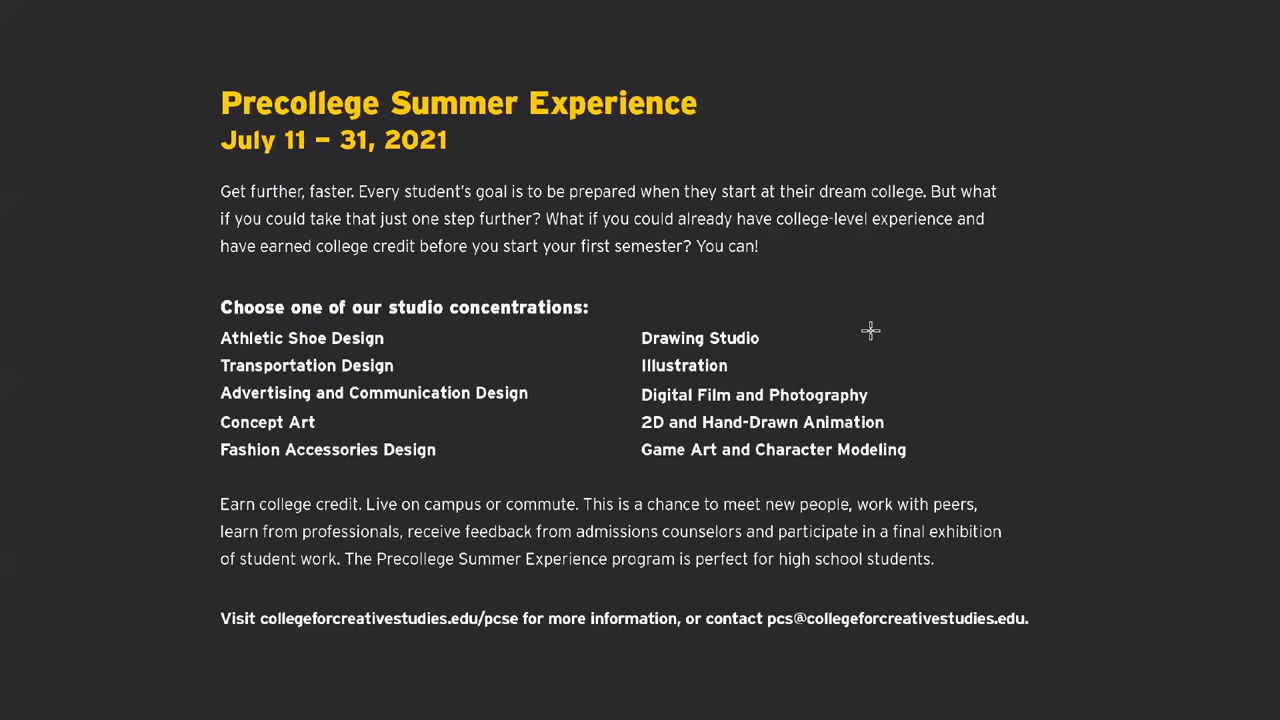 Precollege Summer Experience
July 11 – 31, 2021
Get further, faster. Every student's goal is to be prepared when they start at their dream college. But what
if you could take that just one step further? What if you could already have college-level experience and
have earned college credit before you start your first semester? You can!
Choose one of our studio concentrations:
Athletic Shoe Design
Transportation Design
Advertising and Communication Design
Concept Art
Fashion Accessories Design
Drawing Studio
Illustration
Digital Film and Photography
2D and Hand-Drawn Animation
Game Art and Character Modeling
Earn college credit. Live on campus or commute. This is a chance to meet new people, work with peers,
learn from professionals, receive feedback from admissions counselors and participate in a final exhibition
of student work. The Precollege Summer Experience program is perfect for high school students.
Visit collegeforcreativestudies.edu/pcse for more information, or contact pcs@collegeforcreativestudies.edu.